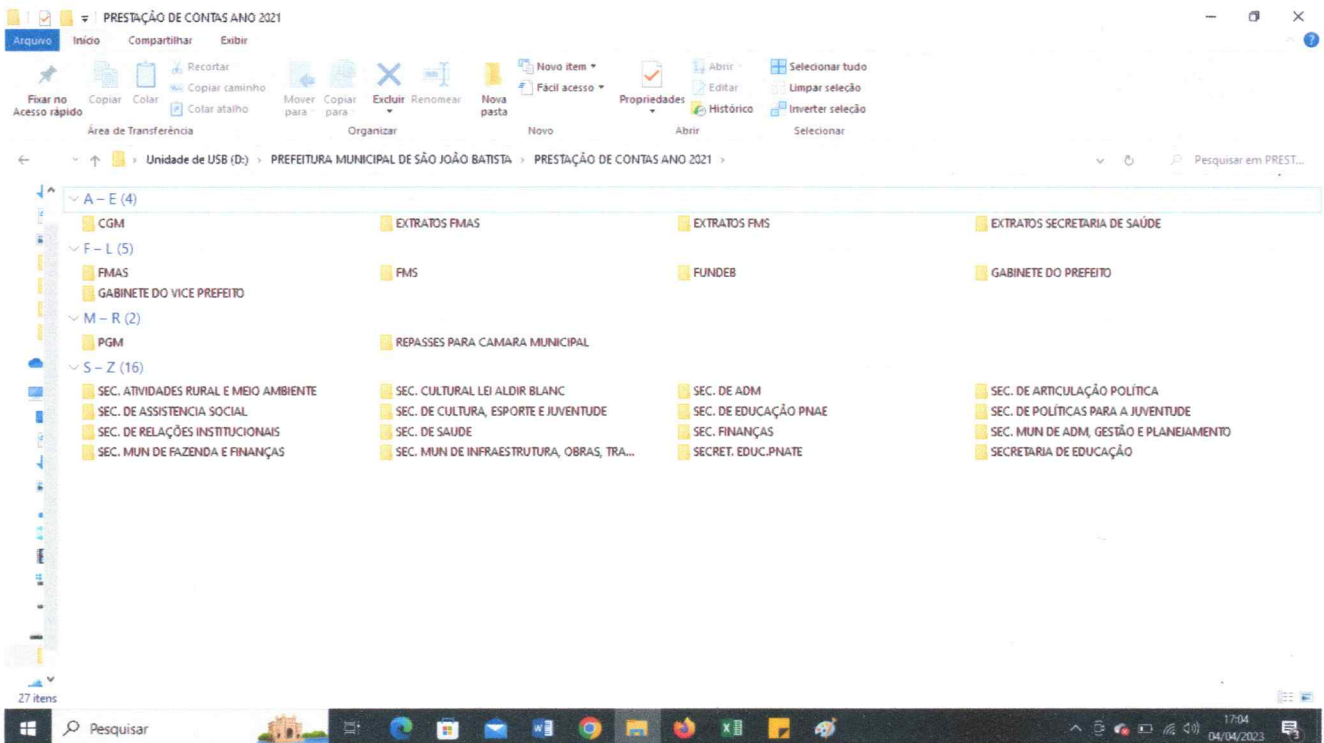 PRESTAÇÃO DE CONTAS ANO 2021
Arquivo Início Compartilhar Exibir
Fixar no Acesso rápido
Copiar
Colar
Recortar
Copiar caminho
Colar atalho
Mover para
Copiar para
Excluir
Renomear
Nova pasta
Novo item
Fácil acesso
Propriedades
Abrir
Editar
Histórico
Selecionar tudo
Limpar seleção
Inverter seleção
Área de Transferência Organizar Novo Abrir Selecionar
Unidade de USB (D:) > PREFEITURA MUNICIPAL DE SÃO JOÃO BATISTA > PRESTAÇÃO DE CONTAS ANO 2021 >
Pesquisar em PREST...
A – E (4)
CGM EXTRATOS FMAS EXTRATOS FMS EXTRATOS SECRETARIA DE SAÚDE
F – L (5)
FMAS FMS FUNDEB GABINETE DO PREFEITO
GABINETE DO VICE PREFEITO
M – R (2)
PGM REPASSES PARA CAMARA MUNICIPAL
S – Z (16)
SEC. ATIVIDADES RURAL E MEIO AMBIENTE SEC. CULTURAL LEI ALDIR BLANC SEC. DE ADM SEC. DE ARTICULAÇÃO POLÍTICA
SEC. DE ASSISTENCIA SOCIAL SEC. DE CULTURA, ESPORTE E JUVENTUDE SEC. DE EDUCAÇÃO PNAE SEC. DE POLÍTICAS PARA A JUVENTUDE
SEC. DE RELAÇÕES INSTITUCIONAIS SEC. DE SAUDE SEC. FINANÇAS SEC. MUN DE ADM, GESTÃO E PLANEJAMENTO
SEC. MUN DE FAZENDA E FINANÇAS SEC. MUN DE INFRAESTRUTURA, OBRAS, TRA... SECRET. EDUC.PNATE SECRETARIA DE EDUCAÇÃO
27 itens
Pesquisar
17:04
04/04/2023